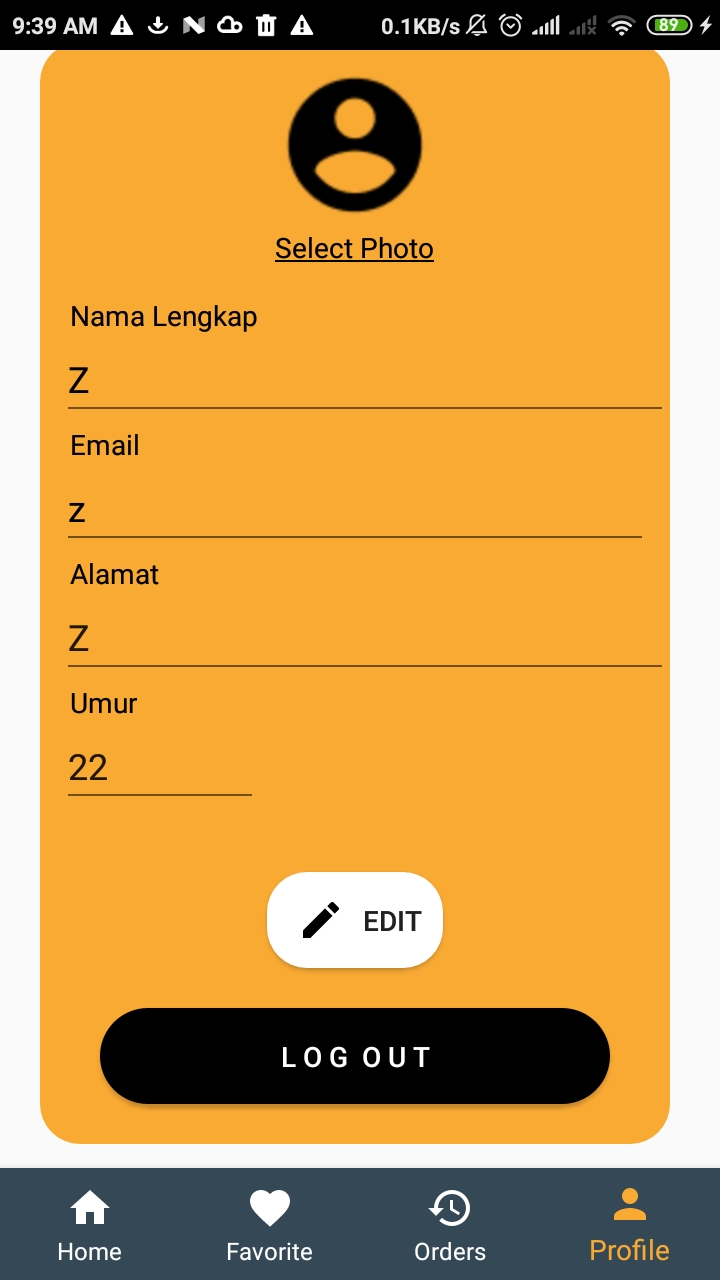 9:39 AM 0.1KB/s 89
Select Photo
Nama Lengkap
Z
Email
z
Alamat
Z
Umur
22
EDIT
LOG OUT
Home Favorite Orders Profile